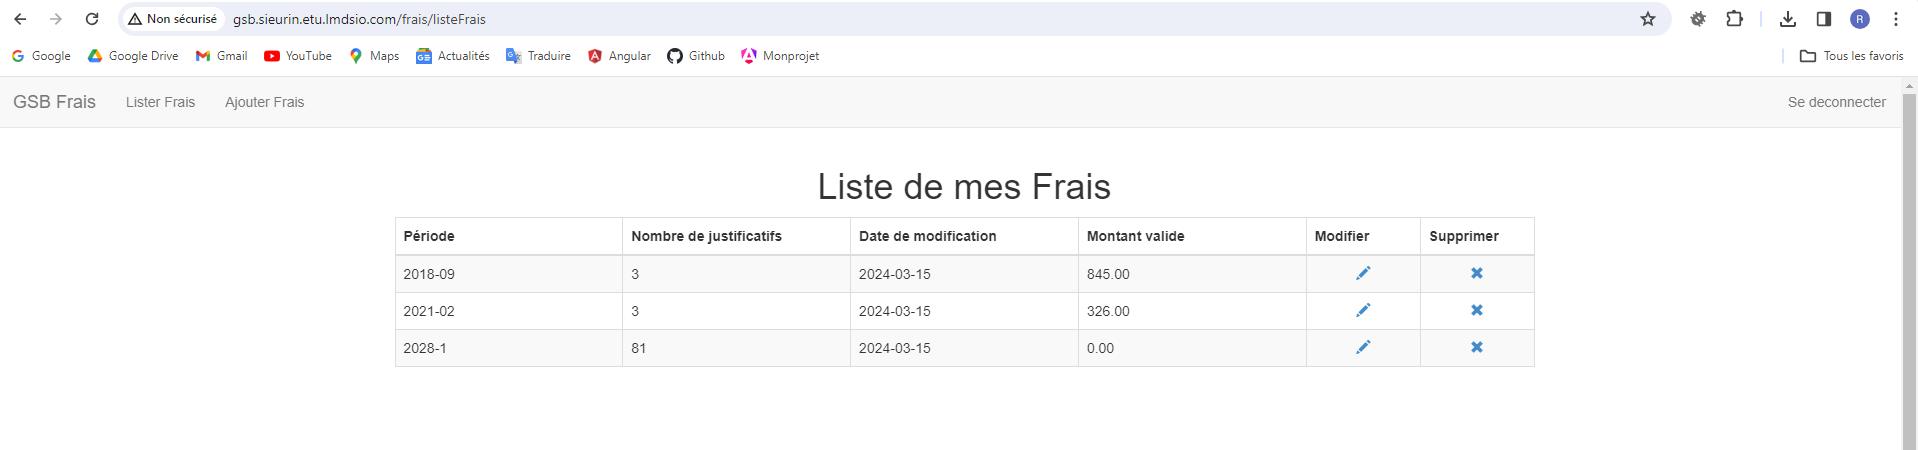 Non sécurisé gsb.sieurin.etu.lmdsio.com/frais/listeFrais R
Google Google Drive Gmail YouTube Maps Actualités Traduire Angular Github Monprojet Tous les favoris
GSB Frais Lister Frais Ajouter Frais Se deconnecter
Liste de mes Frais
Période Nombre de justificatifs Date de modification Montant valide Modifier Supprimer
2018-09 3 2024-03-15 845.00
2021-02 3 2024-03-15 326.00
2028-1 81 2024-03-15 0.00